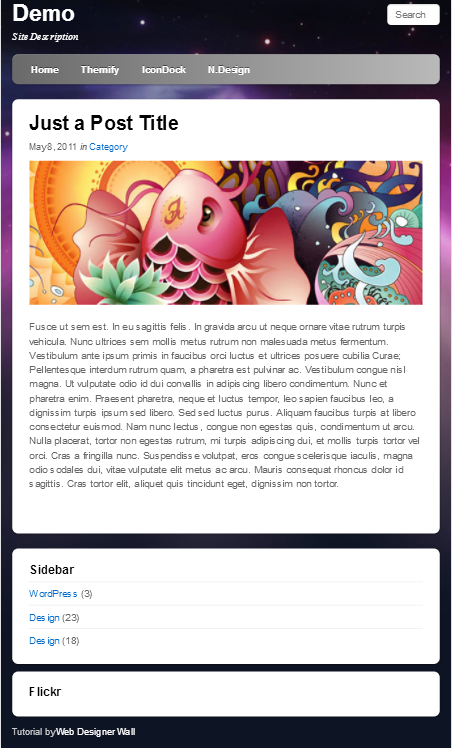 Demo
Search
Site Description
Home Themify IconDock N.Design
Just a Post Title
May 8, 2011 in Category
Fusce ut sem est. In eu sagittis felis. In gravida arcu ut neque ornare vitae rutrum turpis
vehicula. Nunc ultrices sem mollis metus rutrum non malesuada metus fermentum.
Vestibulum ante ipsum primis in faucibus orci luctus et ultrices posuere cubilia Curae;
Pellentesque interdum rutrum quam, a pharetra est pulvinar ac. Vestibulum congue nisl
magna. Ut vulputate odio id dui convallis in adipiscing libero condimentum. Nunc et
pharetra enim. Praesent pharetra, neque et luctus tempor, leo sapien faucibus leo, a
dignissim turpis ipsum sed libero. Sed sed luctus purus. Aliquam faucibus turpis at libero
consectetur euismod. Nam nunc lectus, congue non egestas quis, condimentum ut arcu.
Nulla placerat, tortor non egestas rutrum, mi turpis adipiscing dui, et mollis turpis tortor vel
orci. Cras a fringilla nunc. Suspendisse volutpat, eros congue scelerisque iaculis, magna
odio sodales dui, vitae vulputate elit metus ac arcu. Mauris consequat rhoncus dolor id
sagittis. Cras tortor elit, aliquet quis tincidunt eget, dignissim non tortor.
Sidebar
WordPress (3)
Design (23)
Design (18)
Flickr
Tutorial by Web Designer Wall